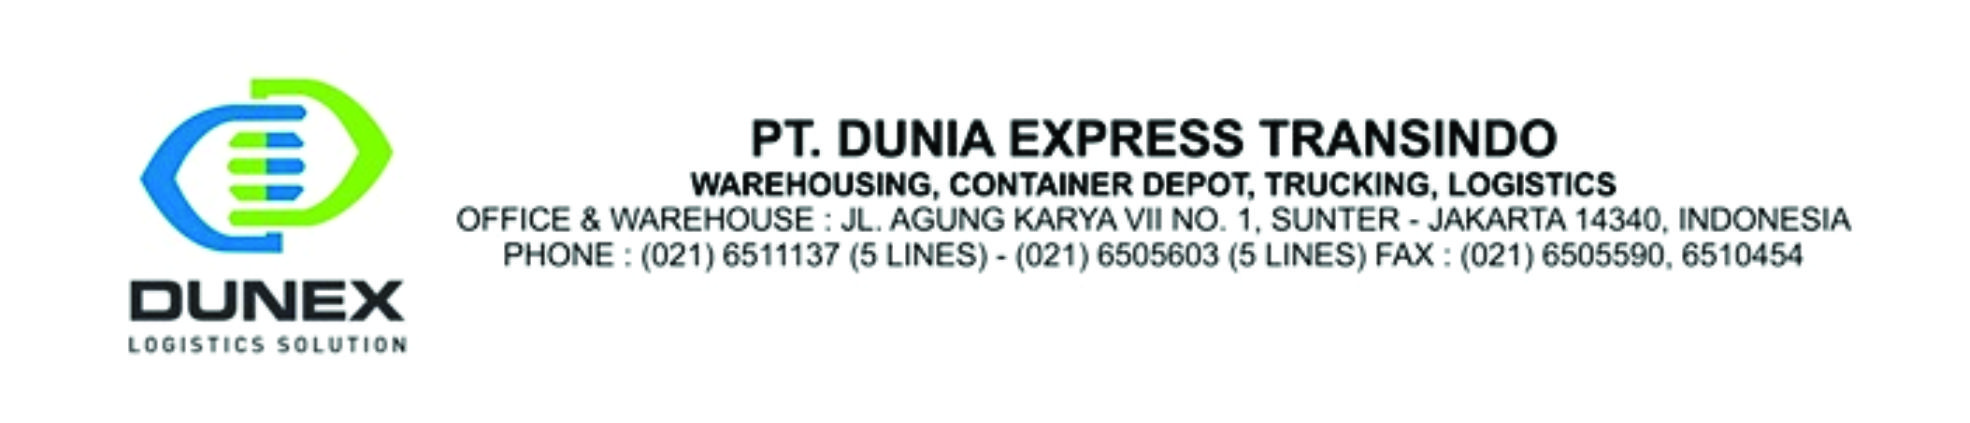 DUNEX
LOGISTICS SOLUTION
PT. DUNIA EXPRESS TRANSINDO
WAREHOUSING, CONTAINER DEPOT, TRUCKING, LOGISTICS
OFFICE & WAREHOUSE : JL. AGUNG KARYA VII NO. 1, SUNTER - JAKARTA 14340, INDONESIA
PHONE : (021) 6511137 (5 LINES) - (021) 6505603 (5 LINES) FAX : (021) 6505590, 6510454